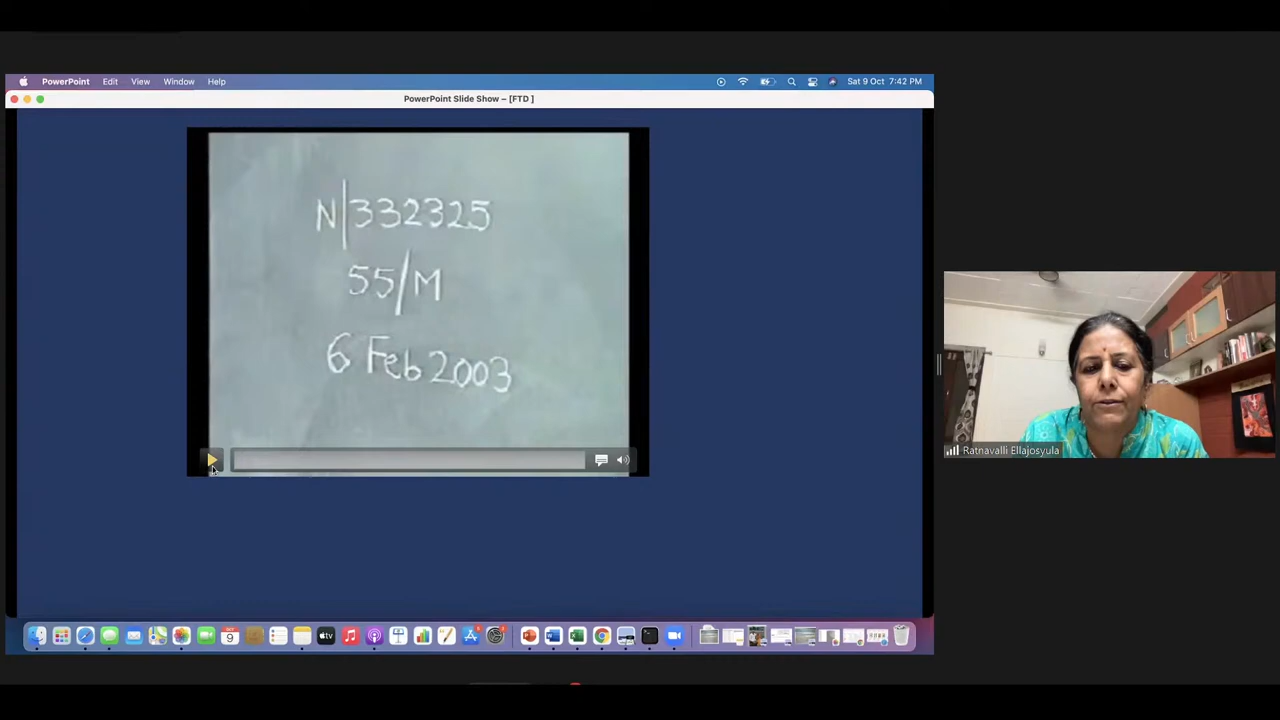 PowerPoint Edit View Window Help Sat 9 Oct 7:42 PM
PowerPoint Slide Show – [FTD ]
N|332325
55/M
6 Feb 2003
Ratnavalli Ellajosyula